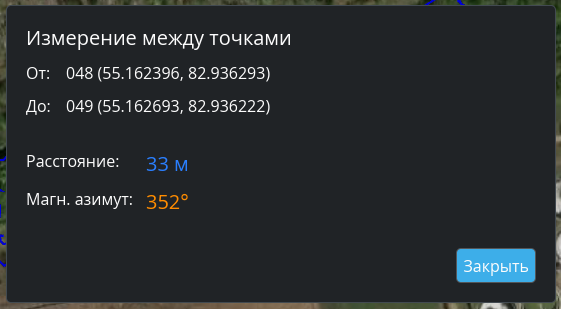 Измерение между точками
От: 048 (55.162396, 82.936293)
До: 049 (55.162693, 82.936222)
Расстояние: 33 м
Магн. азимут: 352°
Закрыть